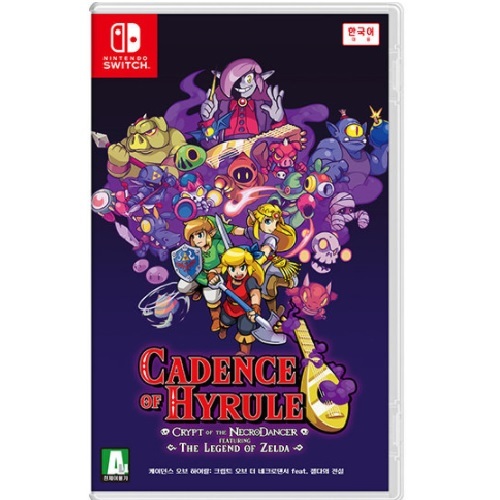 NINTENDO
SWITCH
한국어
CADENCE
OF HYRULE
CRYPT OF THE NECRODANCER
FEATURING
THE LEGEND OF ZELDA
케이던스 오브 하이랄: 크립트 오브 더 네크로댄서 feat. 젤다의 전설
전체이용가